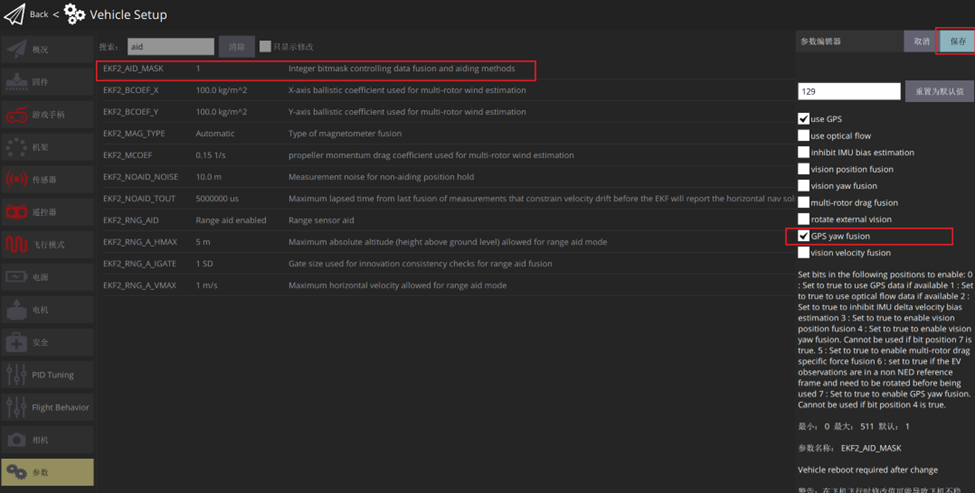 Back < Vehicle Setup
概况
固件
游戏手柄
机架
传感器
遥控器
飞行模式
电源
电机
安全
PID Tuning
Flight Behavior
相机
参数
搜索: aid 清除 只显示修改
EKF2_AID_MASK 1 Integer bitmask controlling data fusion and aiding methods
EKF2_BCOEF_X 100.0 kg/m^2 X-axis ballistic coefficient used for multi-rotor wind estimation
EKF2_BCOEF_Y 100.0 kg/m^2 Y-axis ballistic coefficient used for multi-rotor wind estimation
EKF2_MAG_TYPE Automatic Type of magnetometer fusion
EKF2_MCOEF 0.15 1/s propeller momentum drag coefficient used for multi-rotor wind estimation
EKF2_NOAID_NOISE 10.0 m Measurement noise for non-aiding position hold
EKF2_NOAID_TOUT 5000000 us Maximum lapsed time from last fusion of measurements that constrain velocity drift before the EKF will report the horizontal nav sol
EKF2_RNG_AID Range aid enabled Range sensor aid
EKF2_RNG_A_HMAX 5 m Maximum absolute altitude (height above ground level) allowed for range aid mode
EKF2_RNG_A_IGATE 1 SD Gate size used for innovation consistency checks for range aid fusion
EKF2_RNG_A_VMAX 1 m/s Maximum horizontal velocity allowed for range aid mode
参数编辑器 取消 保存
129 重置为默认值
use GPS
use optical flow
inhibit IMU bias estimation
vision position fusion
vision yaw fusion
multi-rotor drag fusion
rotate external vision
GPS yaw fusion
vision velocity fusion
Set bits in the following positions to enable: 0
: Set to true to use GPS data if available 1 : Set
to true to use optical flow data if available 2 :
Set to true to inhibit IMU delta velocity bias
estimation 3 : Set to true to enable vision
position fusion 4 : Set to true to enable vision
yaw fusion. Cannot be used if bit position 7 is
true. 5 : Set to true to enable multi-rotor drag
specific force fusion 6 : set to true if the EV
observations are in a non NED reference
frame and need to be rotated before being
used 7 : Set to true to enable GPS yaw fusion.
Cannot be used if bit position 4 is true.
最小: 0 最大: 511 默认: 1
参数名称: EKF2_AID_MASK
Vehicle reboot required after change
警告: 在飞机飞行时修改值可能导致飞机不稳